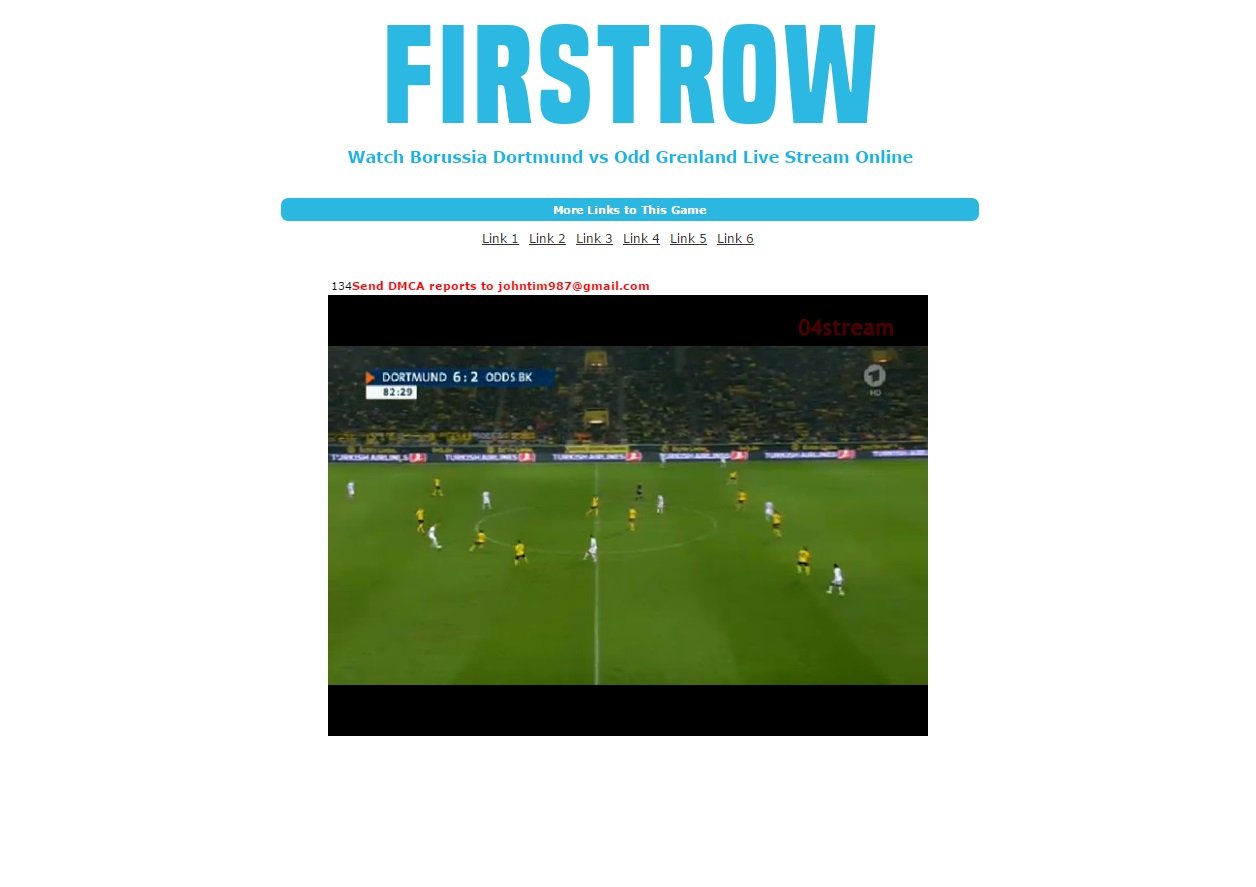 FIRSTROW
Watch Borussia Dortmund vs Odd Grenland Live Stream Online
More Links to This Game
Link 1 Link 2 Link 3 Link 4 Link 5 Link 6
134Send DMCA reports to johntim987@gmail.com
04stream
DORTMUND 6:2 ODDS BK
82:29
HD
TURKISH AIRLINES TURKISH AIRLINES TURKISH AIRLINES TURKISH AIRLINES TURKISH AIRLINES